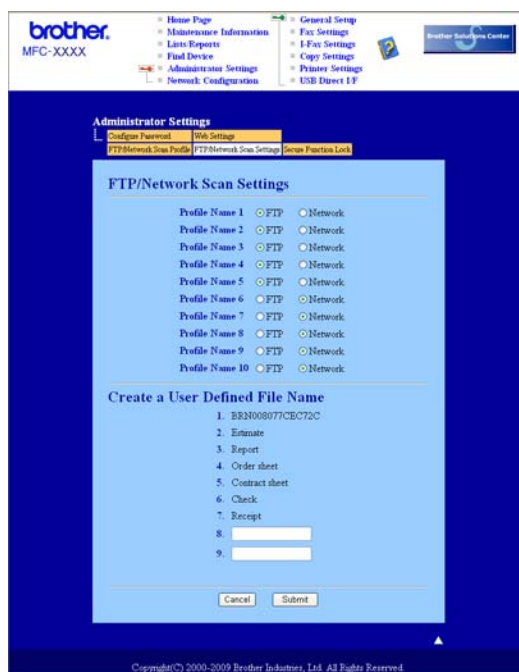 brother.
MFC-XXXX
Home Page
Maintenance Information
Lists/Reports
Find Device
Administrator Settings
Network Configuration
General Setup
Fax Settings
I-Fax Settings
Copy Settings
Printer Settings
USB Direct I/F
Brother Solutions Center
Administrator Settings
Configure Password Web Settings
FTP/Network Scan Profile FTP/Network Scan Settings Secure Function Lock
FTP/Network Scan Settings
Profile Name 1 FTP Network
Profile Name 2 FTP Network
Profile Name 3 FTP Network
Profile Name 4 FTP Network
Profile Name 5 FTP Network
Profile Name 6 FTP Network
Profile Name 7 FTP Network
Profile Name 8 FTP Network
Profile Name 9 FTP Network
Profile Name 10 FTP Network
Create a User Defined File Name
1. BRN008077CEC72C
2. Estimate
3. Report
4. Order sheet
5. Contract sheet
6. Check
7. Receipt
8.
9.
Cancel Submit
Copyright(C) 2000-2009 Brother Industries, Ltd. All Rights Reserved.